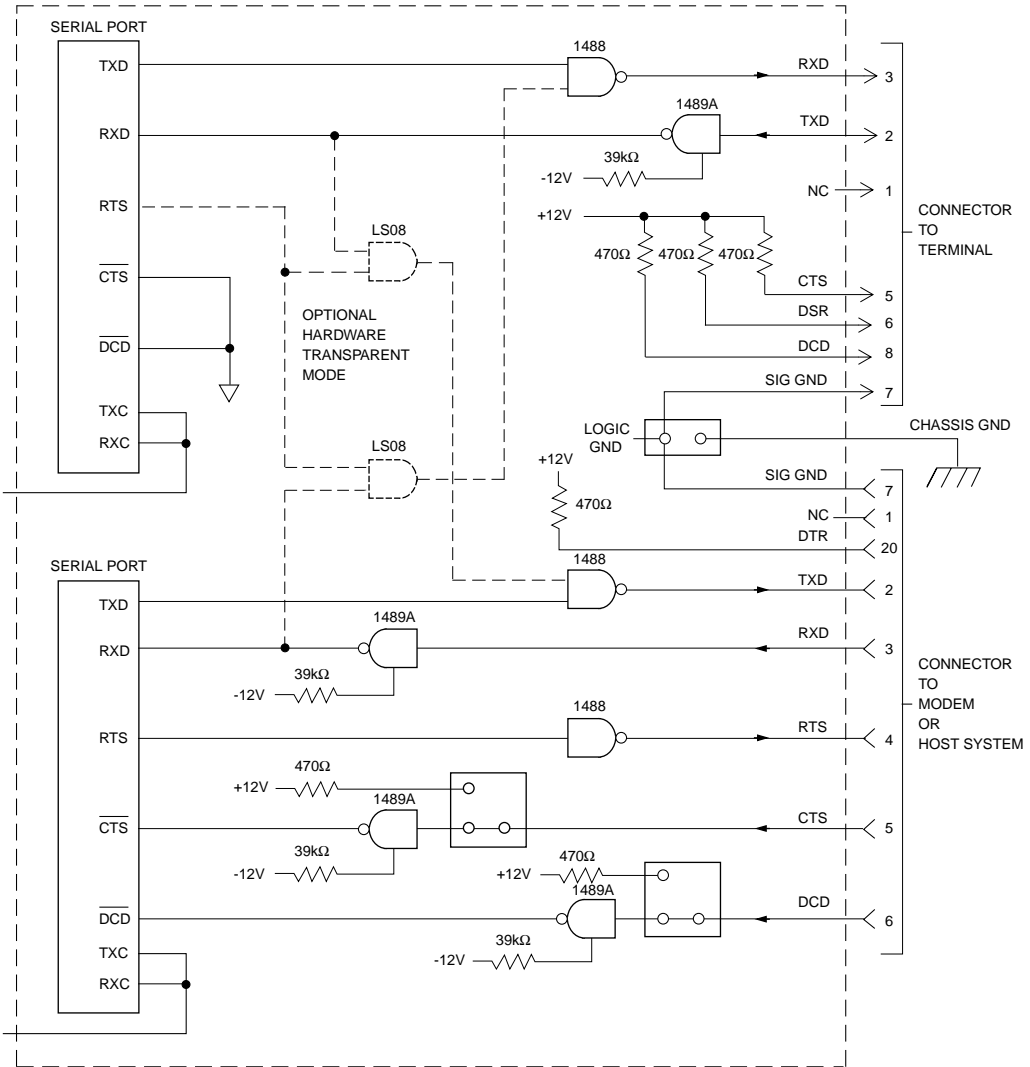 SERIAL PORT
TXD
1488
RXD
3
RXD
1489A
TXD
2
39kΩ
-12V
NC
1
RTS
+12V
CONNECTOR
TO
TERMINAL
LS08
470Ω
470Ω
470Ω
CTS
CTS
5
OPTIONAL
HARDWARE
TRANSPARENT
MODE
DSR
6
DCD
DCD
8
SIG GND
7
TXC
RXC
LOGIC
GND
CHASSIS GND
LS08
+12V
SIG GND
7
470Ω
NC
1
DTR
20
SERIAL PORT
1488
TXD
TXD
2
1489A
RXD
RXD
3
39kΩ
-12V
CONNECTOR
TO
MODEM
OR
HOST SYSTEM
1488
RTS
RTS
4
470Ω
+12V
1489A
CTS
CTS
5
39kΩ
-12V
470Ω
+12V
1489A
DCD
DCD
6
39kΩ
-12V
TXC
RXC